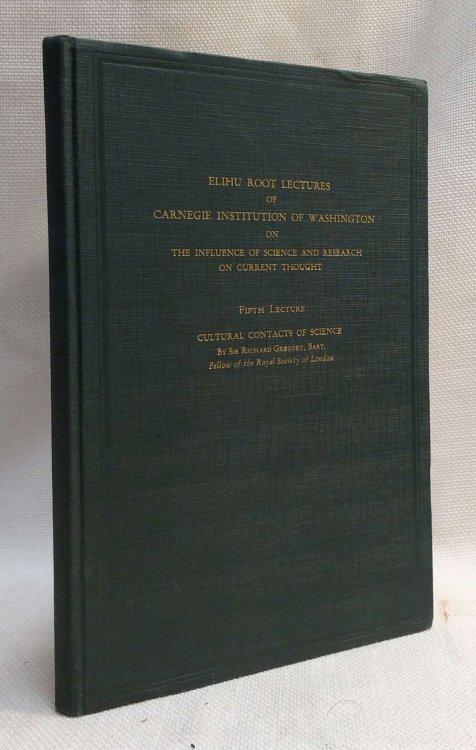 ELIHU ROOT LECTURES
OF
CARNEGIE INSTITUTION OF WASHINGTON
ON
THE INFLUENCE OF SCIENCE AND RESEARCH
ON CURRENT THOUGHT
FIFTH LECTURE
CULTURAL CONTACTS OF SCIENCE
BY SIR RICHARD GREGORY, BART.
Fellow of the Royal Society of London